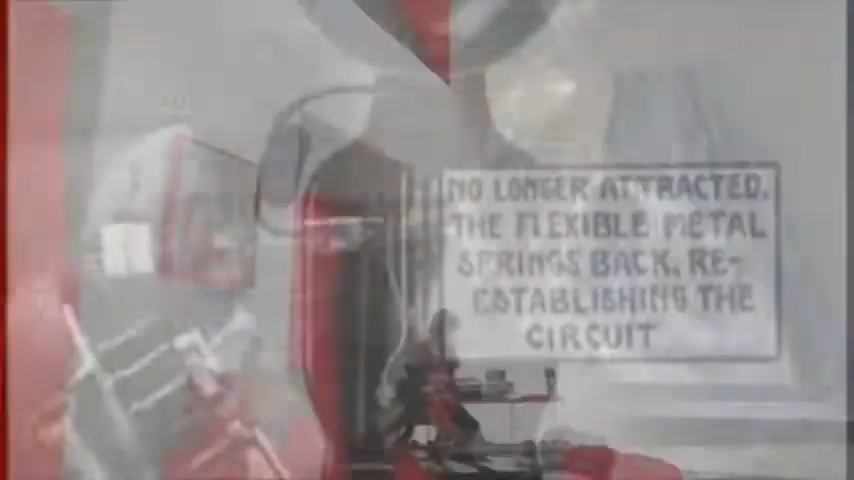 NO LONGER ATTRACTED,
THE FLEXIBLE METAL
SPRINGS BACK, RE-
ESTABLISHING THE
CIRCUIT